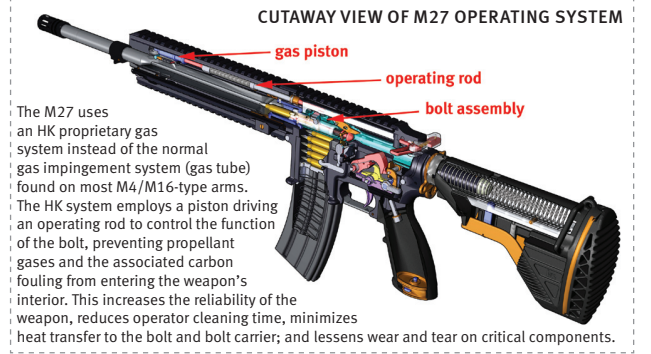 CUTAWAY VIEW OF M27 OPERATING SYSTEM
gas piston
operating rod
bolt assembly
The M27 uses
an HK proprietary gas
system instead of the normal
gas impingement system (gas tube)
found on most M4/M16-type arms.
The HK system employs a piston driving
an operating rod to control the function
of the bolt, preventing propellant
gases and the associated carbon
fouling from entering the weapon’s
interior. This increases the reliability of the
weapon, reduces operator cleaning time, minimizes
heat transfer to the bolt and bolt carrier; and lessens wear and tear on critical components.